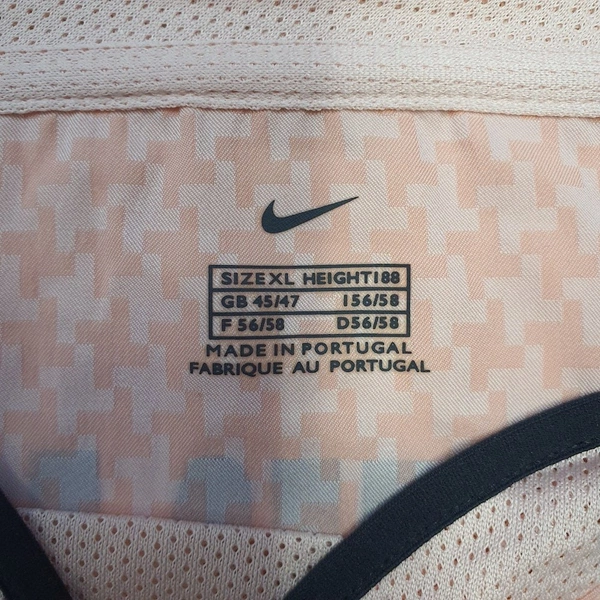 SIZE XL HEIGHT 188
GB 45/47 I 56/58
F 56/58 D 56/58
MADE IN PORTUGAL
FABRIQUE AU PORTUGAL